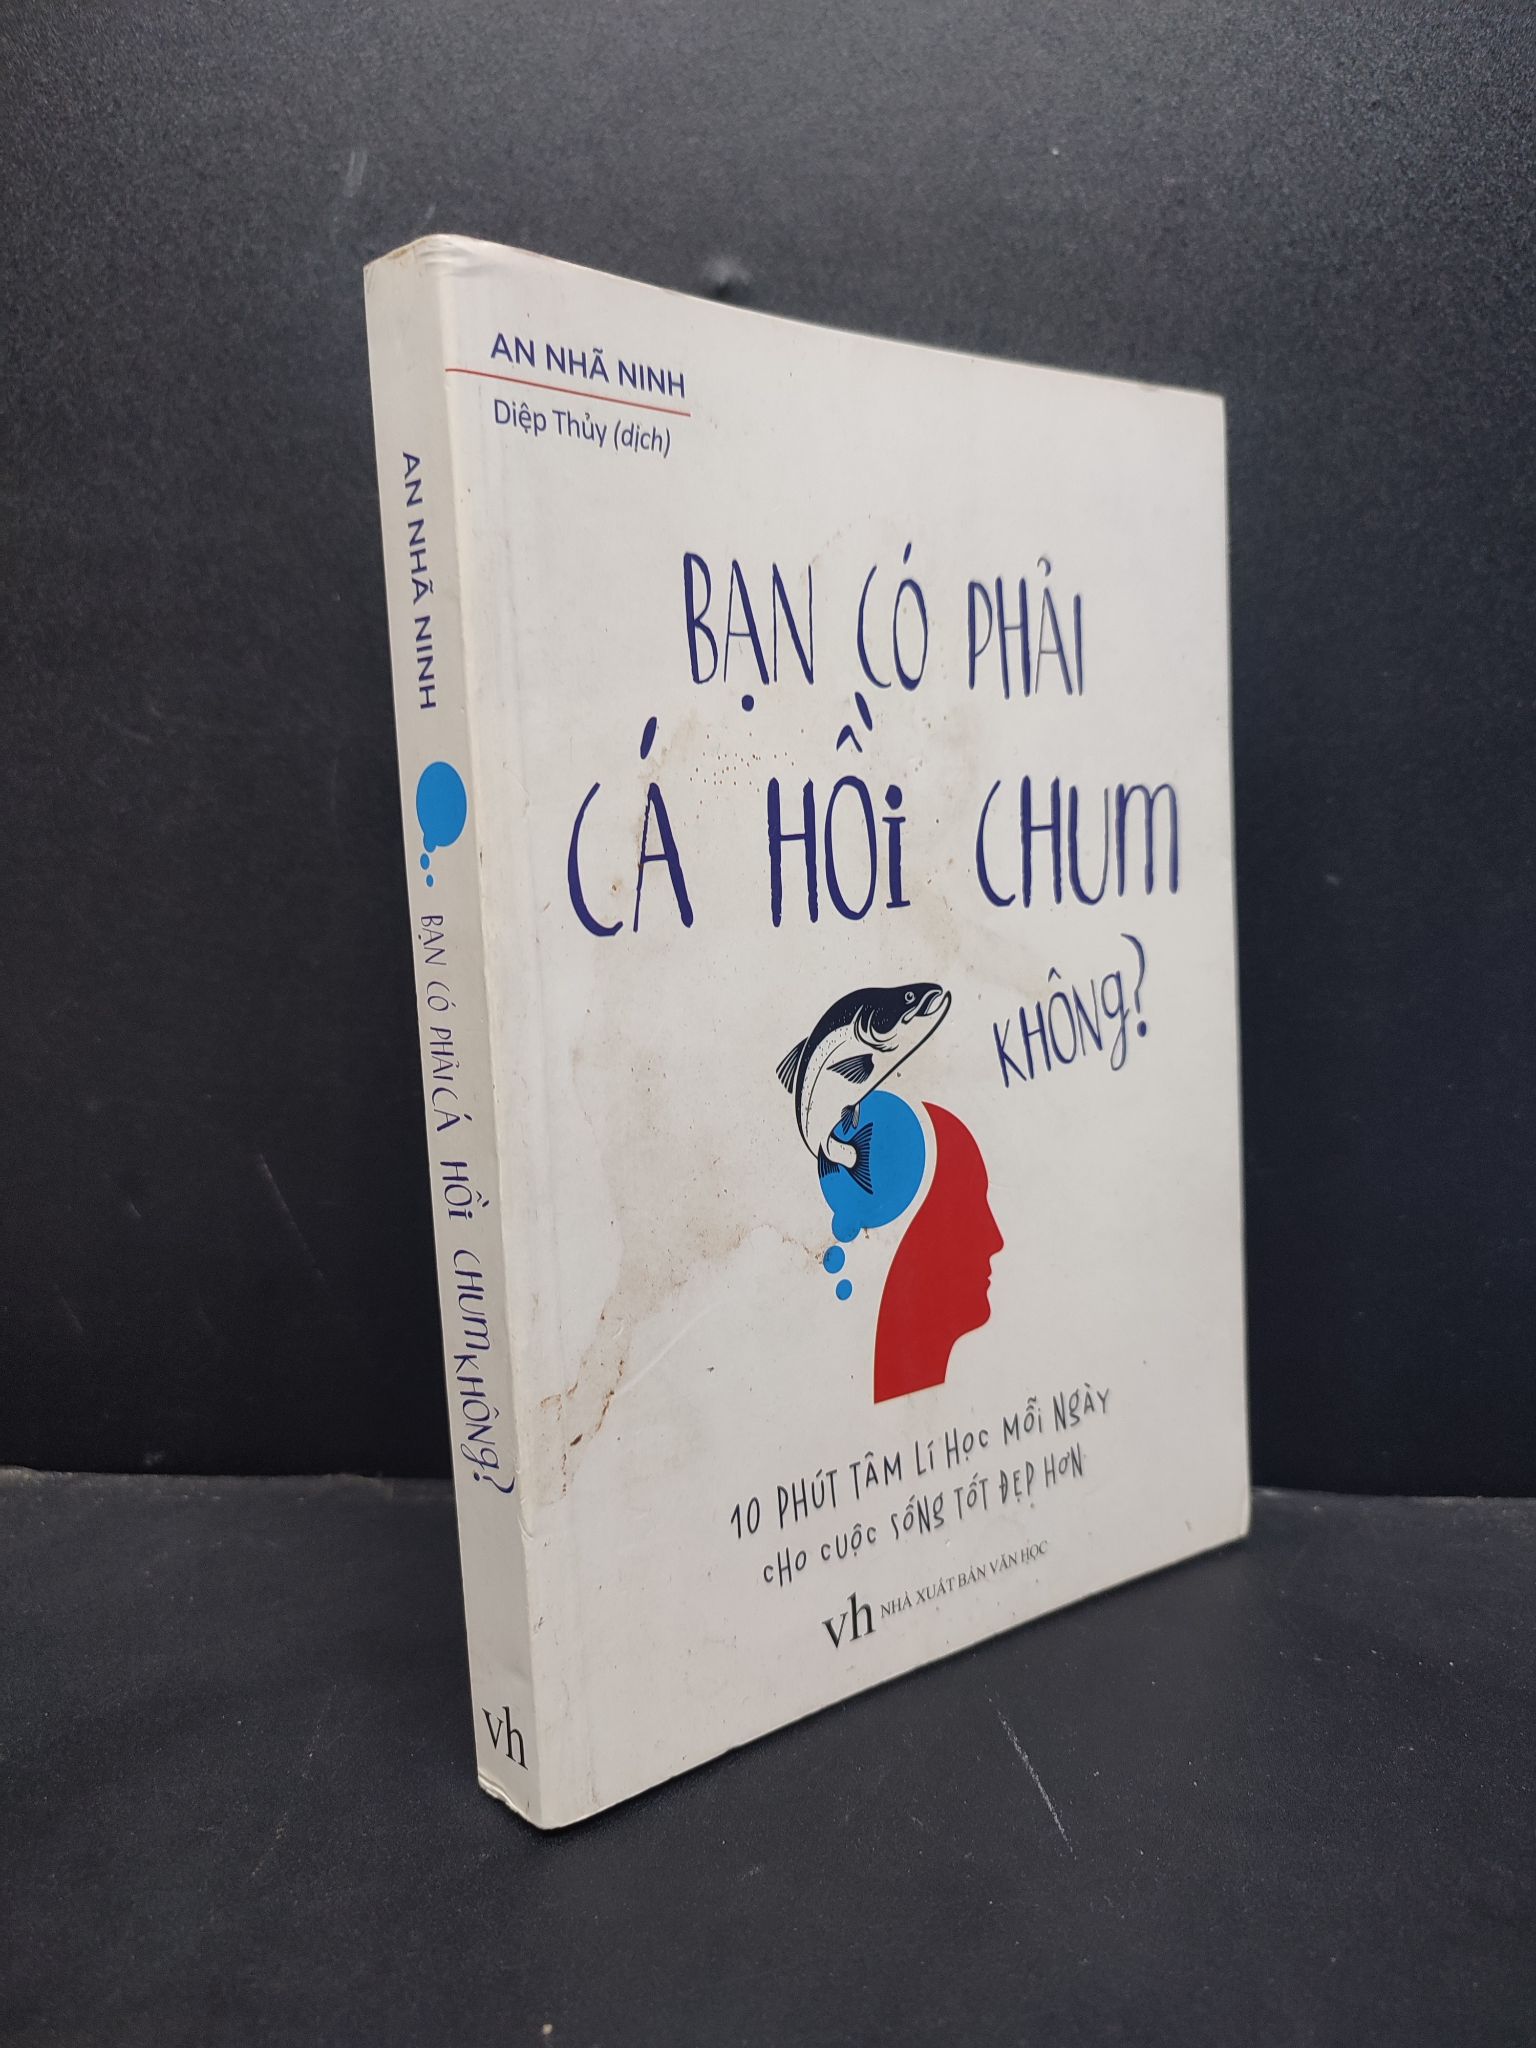 AN NHÃ NINH
Diệp Thủy (dịch)
BẠN CÓ PHẢI
CÁ HỒI CHUM
KHÔNG?
10 PHÚT TÂM LÍ HỌC MỖI NGÀY
CHO CUỘC SỐNG TỐT ĐẸP HƠN
vh NHÀ XUẤT BẢN VĂN HỌC
AN NHÃ NINH
BẠN CÓ PHẢI CÁ HỒI CHUM KHÔNG?
vh